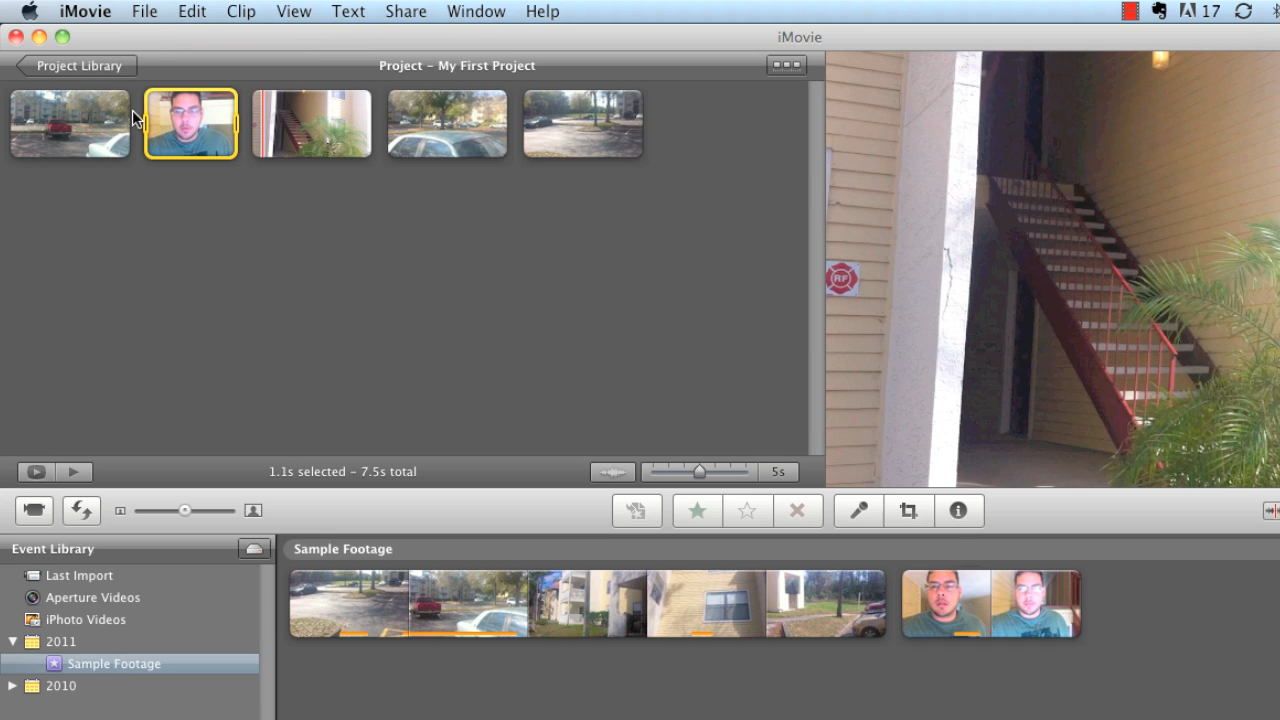 iMovie File Edit Clip View Text Share Window Help 17
iMovie
Project Library Project – My First Project
RF
1.1s selected – 7.5s total 5s
Event Library Sample Footage
Last Import
Aperture Videos
iPhoto Videos
2011
Sample Footage
2010